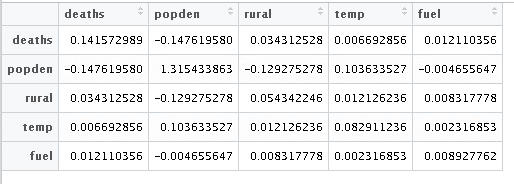 deaths popden rural temp fuel
deaths 0.141572989 -0.147619580 0.034312528 0.006692856 0.012110356
popden -0.147619580 1.315433863 -0.129275278 0.103633527 -0.004655647
rural 0.034312528 -0.129275278 0.054342246 0.012126236 0.008317778
temp 0.006692856 0.103633527 0.012126236 0.082911236 0.002316853
fuel 0.012110356 -0.004655647 0.008317778 0.002316853 0.008927762